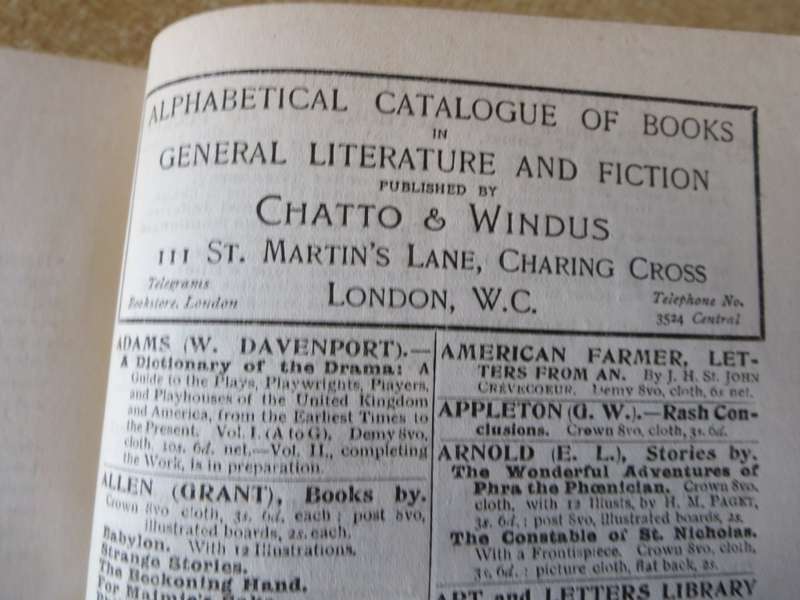 ALPHABETICAL CATALOGUE OF BOOKS
IN
GENERAL LITERATURE AND FICTION
PUBLISHED BY
CHATTO & WINDUS
111 ST. MARTIN'S LANE, CHARING CROSS
Telegrams
Bookstore, London
LONDON, W.C.
Telephone No.
3524 Central
ADAMS (W. DAVENPORT).—
A Dictionary of the Drama: A
Guide to the Plays, Playwrights, Players,
and Playhouses of the United Kingdom
and America, from the Earliest Times to
the Present. Vol. I. (A to G). Demy 8vo,
cloth, 10s. 6d. net.—Vol. II., completing
the Work, is in preparation.
ALLEN (GRANT), Books by.
Crown 8vo cloth, 3s. 6d. each; post 8vo,
illustrated boards, 2s. each.
Babylon. With 12 Illustrations.
Strange Stories.
The Beckoning Hand.
For Maimie's Sake.
AMERICAN FARMER, LET-
TERS FROM AN. By J. H. ST. JOHN
CRÈVECOEUR. Demy 8vo, cloth, 6s. net.
APPLETON (G. W.).—Rash Con-
clusions. Crown 8vo, cloth, 3s. 6d.
ARNOLD (E. L.), Stories by.
The Wonderful Adventures of
Phra the Phœnician. Crown 8vo,
cloth, with 12 Illusts. by H. M. PAGET,
3s. 6d.; post 8vo, illustrated boards, 2s.
The Constable of St. Nicholas.
With a Frontispiece. Crown 8vo, cloth,
3s. 6d.; picture cloth, flat back, 2s.
ART and LETTERS LIBRARY